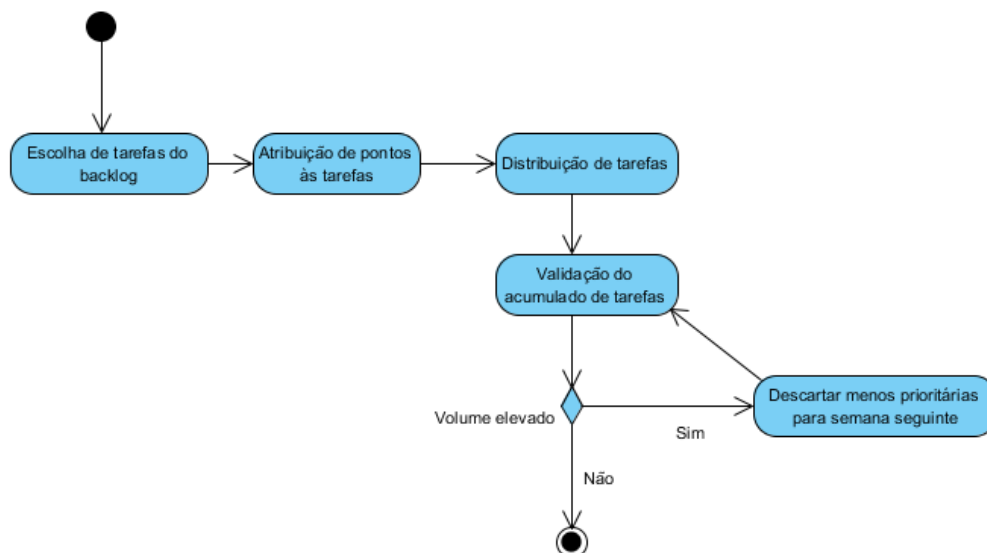 Escolha de tarefas do
backlog
Atribuição de pontos
às tarefas
Distribuição de tarefas
Validação do
acumulado de tarefas
Descartar menos prioritárias
para semana seguinte
Volume elevado
Sim
Não